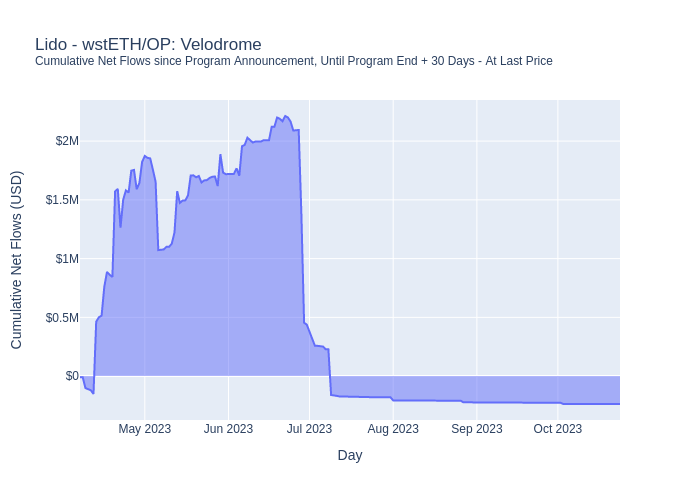 Lido - wstETH/OP: Velodrome
Cumulative Net Flows since Program Announcement, Until Program End + 30 Days - At Last Price
Cumulative Net Flows (USD)
$2M
$1.5M
$1M
$0.5M
$0
May 2023
Jun 2023
Jul 2023
Aug 2023
Sep 2023
Oct 2023
Day